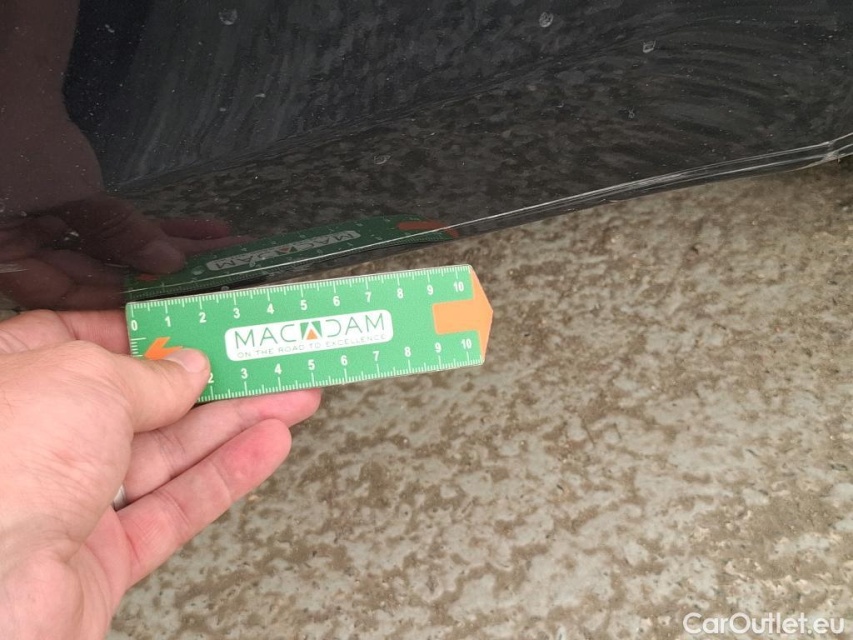 MACADAM
0 1 2 3 4 5 6 7 8 9 10
MACADAM
ON THE ROAD TO EXCELLENCE
2 3 4 5 6 7 8 9 10
CarOutlet.eu